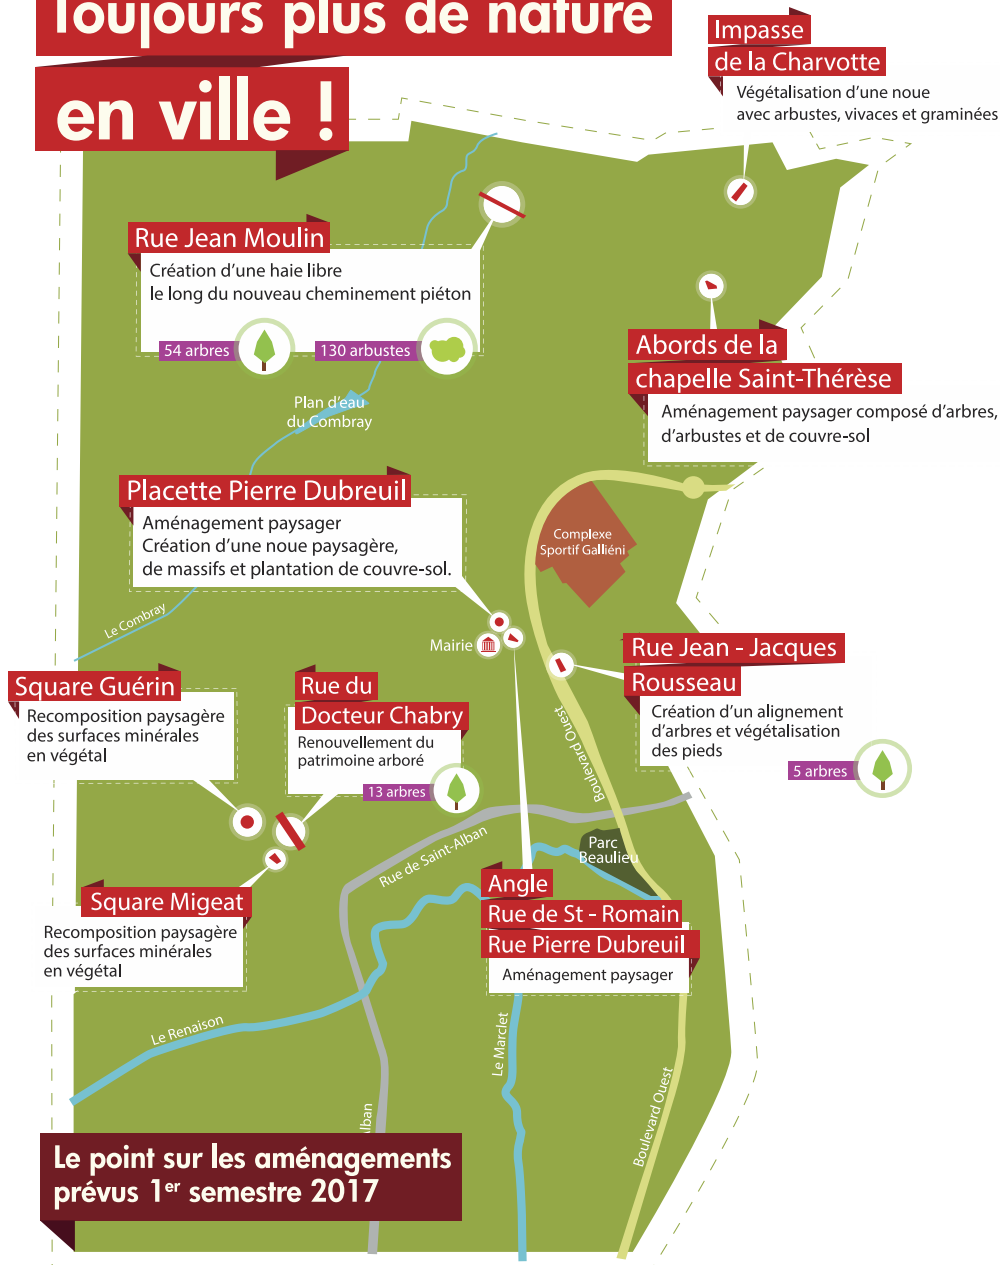 Toujours plus de nature
en ville !
Impasse
de la Charvotte
Végétalisation d'une noue
avec arbustes, vivaces et graminées
Rue Jean Moulin
Création d'une haie libre
le long du nouveau cheminement piéton
54 arbres
130 arbustes
Abords de la
chapelle Saint-Thérèse
Aménagement paysager composé d'arbres,
d'arbustes et de couvre-sol
Plan d'eau
du Combray
Placette Pierre Dubreuil
Aménagement paysager
Création d'une noue paysagère,
de massifs et plantation de couvre-sol.
Complexe
Sportif Galliéni
Le Combray
Mairie
Rue Jean - Jacques
Rousseau
Création d'un alignement
d'arbres et végétalisation
des pieds
5 arbres
Square Guérin
Recomposition paysagère
des surfaces minérales
en végétal
Rue du
Docteur Chabry
Renouvellement du
patrimoine arboré
13 arbres
Boulevard Ouest
Rue de Saint-Alban
Parc
Beaulieu
Square Migeat
Recomposition paysagère
des surfaces minérales
en végétal
Angle
Rue de St - Romain
Rue Pierre Dubreuil
Aménagement paysager
Le Renaison
Le Marclet
Boulevard Ouest
lban
Le point sur les aménagements
prévus 1er semestre 2017